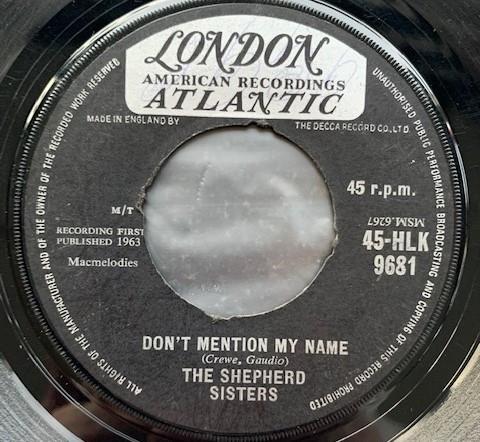 LONDON
AMERICAN RECORDINGS
ATLANTIC
MADE IN ENGLAND BY
THE DECCA RECORD CO., LTD.
ALL RIGHTS OF THE MANUFACTURER AND OF THE OWNER OF THE RECORDED WORK RESERVED
UNAUTHORISED PUBLIC PERFORMANCE BROADCASTING AND COPYING OF THIS RECORD PROHIBITED
M/T
45 r.p.m.
RECORDING FIRST
PUBLISHED 1963
Macmelodies
MSM.6267
45-HLK
9681
DON'T MENTION MY NAME
(Crewe, Gaudio)
THE SHEPHERD
SISTERS